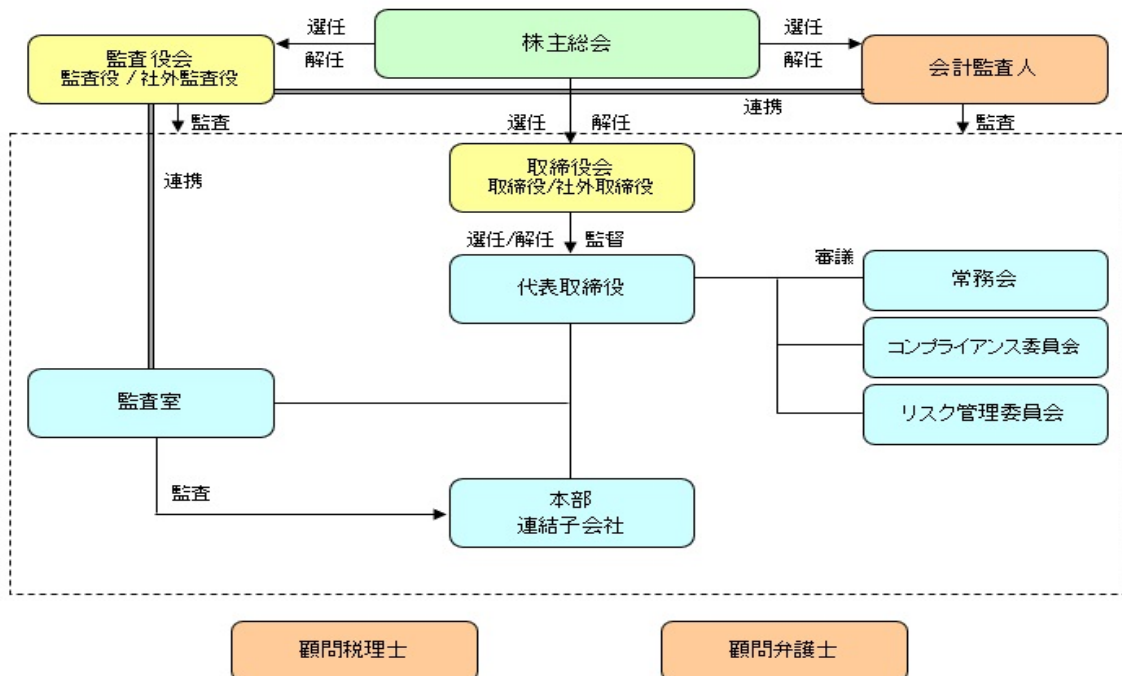 株主総会
選任
解任
選任
解任
監査役会
監査役/社外監査役
会計監査人
連携
監査
選任
解任
監査
取締役会
取締役/社外取締役
連携
選任/解任
監督
代表取締役
審議
常務会
コンプライアンス委員会
監査室
リスク管理委員会
監査
本部
連結子会社
顧問税理士
顧問弁護士